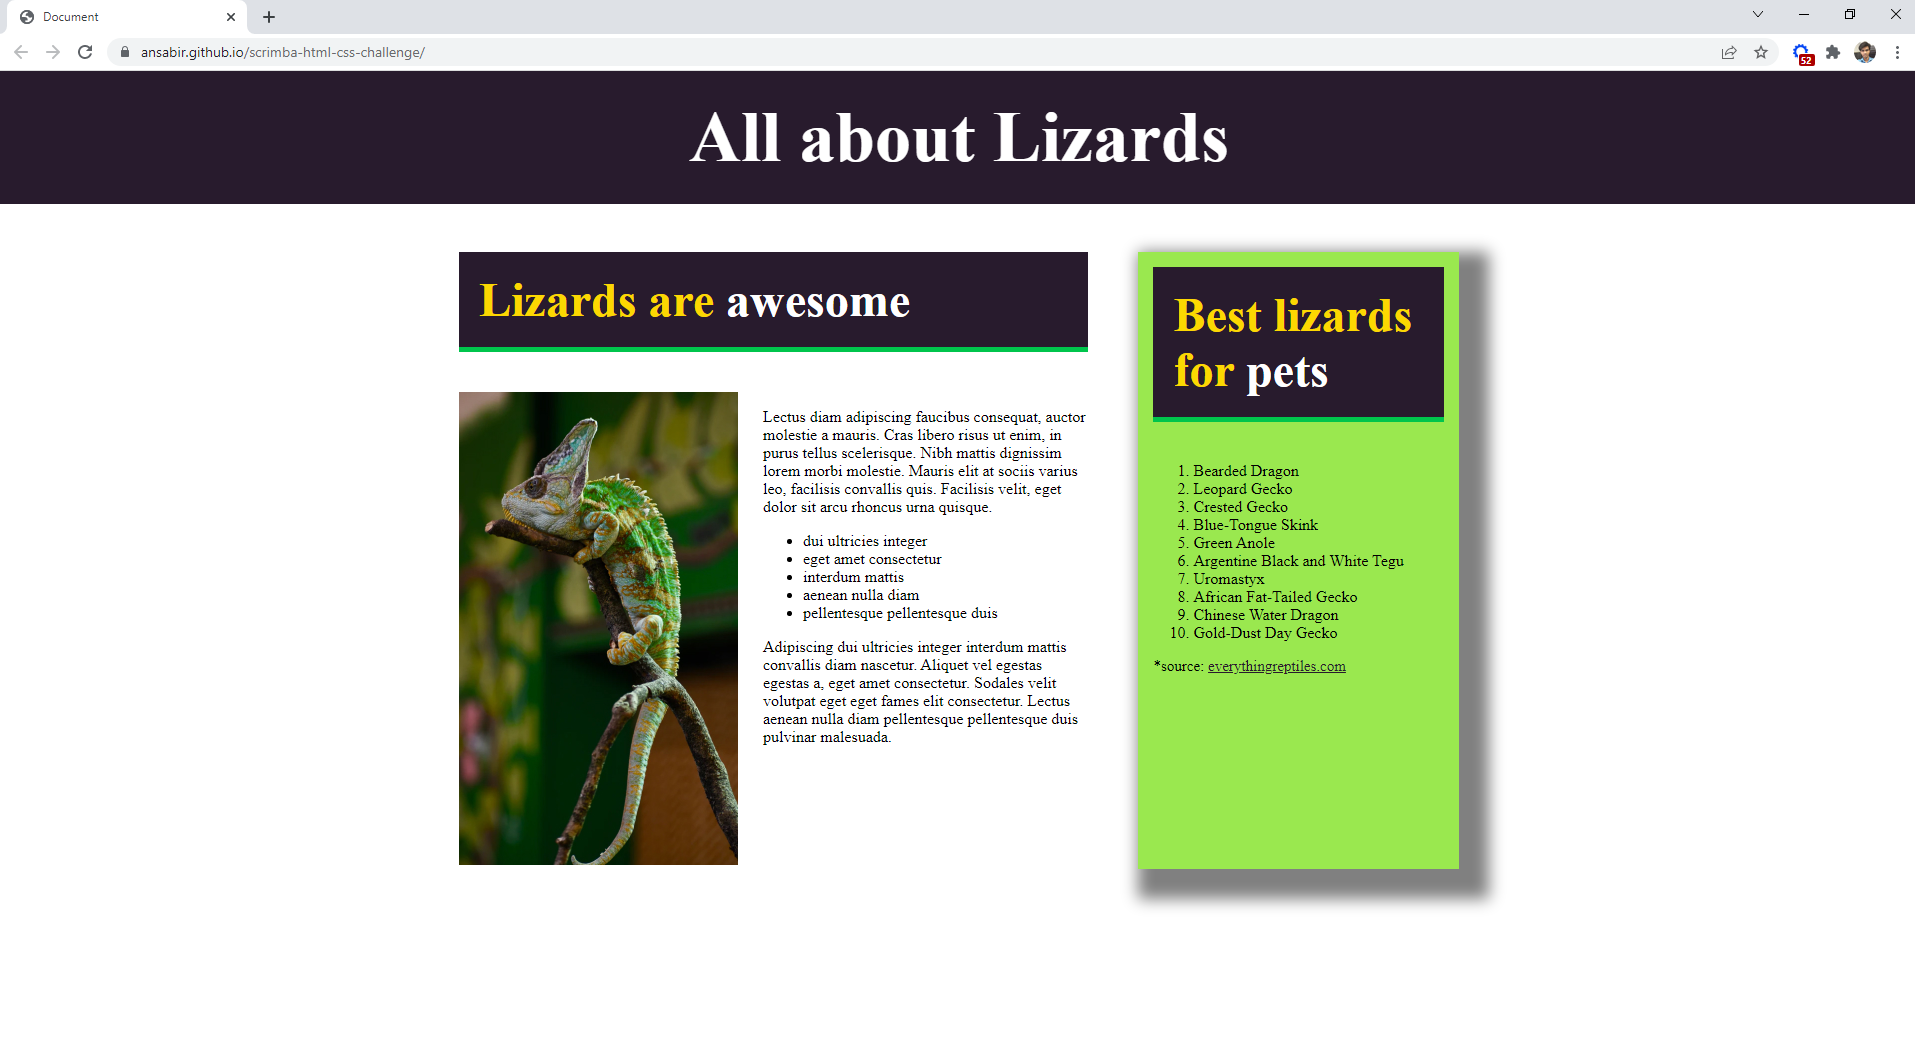 Document
ansabir.github.io/scrimba-html-css-challenge/
52
All about Lizards
Lizards are awesome
Lectus diam adipiscing faucibus consequat, auctor
molestie a mauris. Cras libero risus ut enim, in
purus tellus scelerisque. Nibh mattis dignissim
lorem morbi molestie. Mauris elit at sociis varius
leo, facilisis convallis quis. Facilisis velit, eget
dolor sit arcu rhoncus urna quisque.
• dui ultricies integer
• eget amet consectetur
• interdum mattis
• aenean nulla diam
• pellentesque pellentesque duis
Adipiscing dui ultricies integer interdum mattis
convallis diam nascetur. Aliquet vel egestas
egestas a, eget amet consectetur. Sodales velit
volutpat eget eget fames elit consectetur. Lectus
aenean nulla diam pellentesque pellentesque duis
pulvinar malesuada.
Best lizards
for pets
1. Bearded Dragon
2. Leopard Gecko
3. Crested Gecko
4. Blue-Tongue Skink
5. Green Anole
6. Argentine Black and White Tegu
7. Uromastyx
8. African Fat-Tailed Gecko
9. Chinese Water Dragon
10. Gold-Dust Day Gecko
*source: everythingreptiles.com